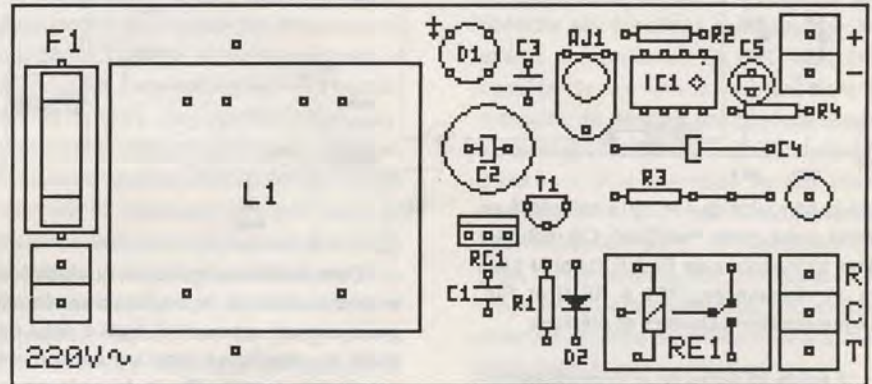 F1
L1
220V~
D1
C3
AJ1
R2
IC1
C5
+
-
R4
C2
C4
T1
R3
RG1
C1
R1
D2
RE1
R
C
T